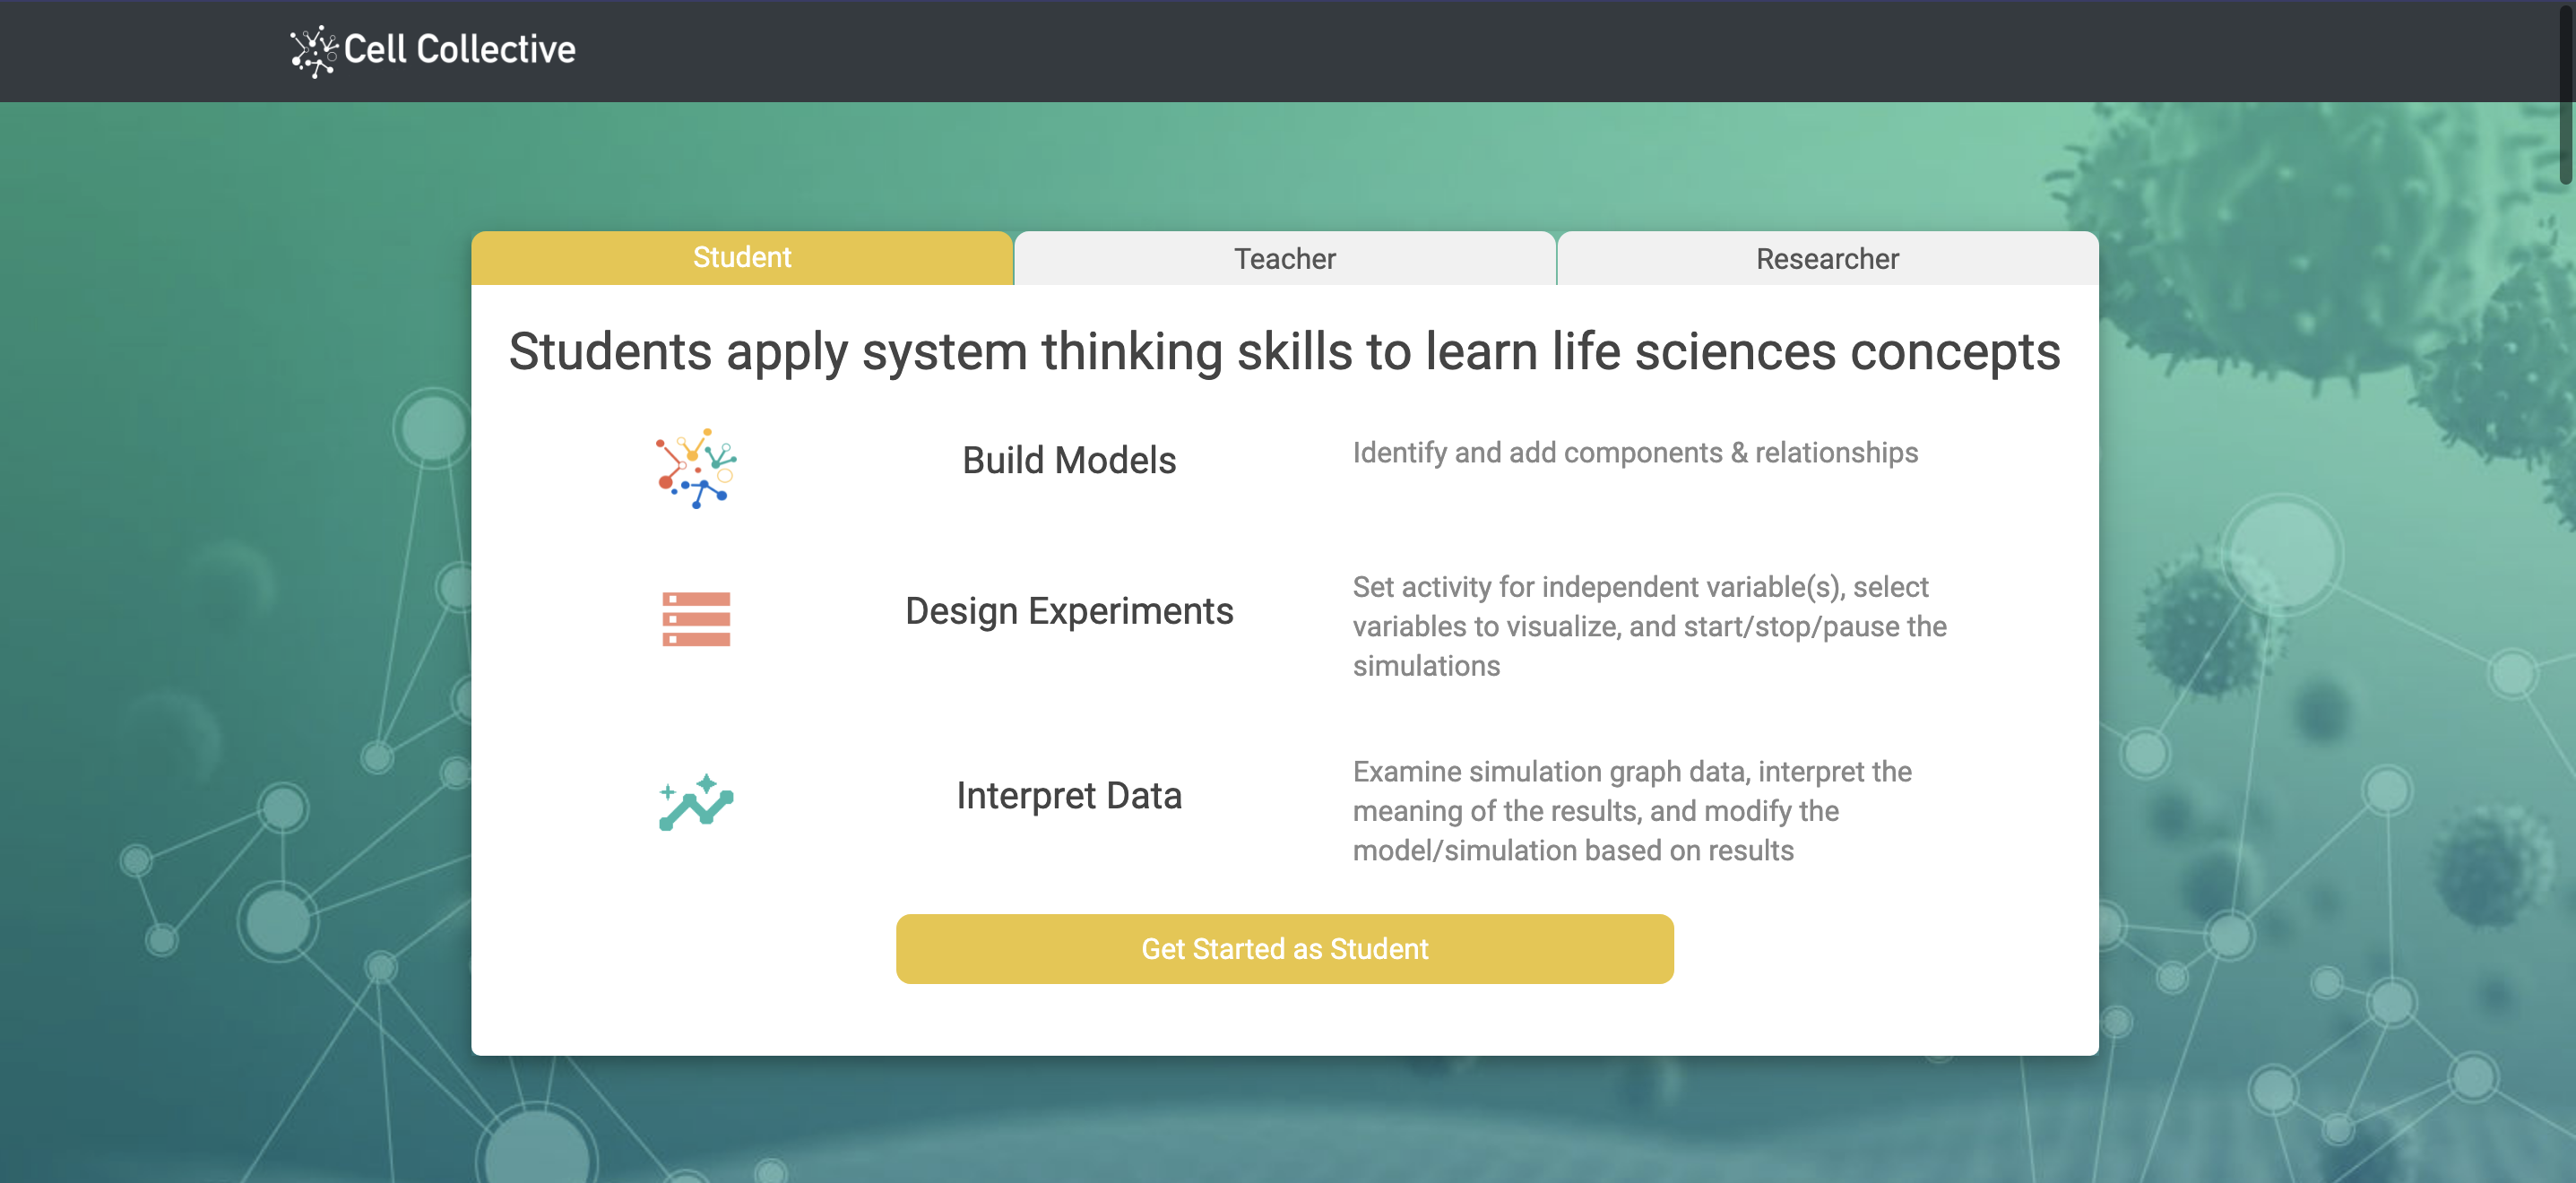 Cell Collective
Student
Teacher
Researcher
Students apply system thinking skills to learn life sciences concepts
Build Models
Identify and add components & relationships
Design Experiments
Set activity for independent variable(s), select
variables to visualize, and start/stop/pause the
simulations
Interpret Data
Examine simulation graph data, interpret the
meaning of the results, and modify the
model/simulation based on results
Get Started as Student